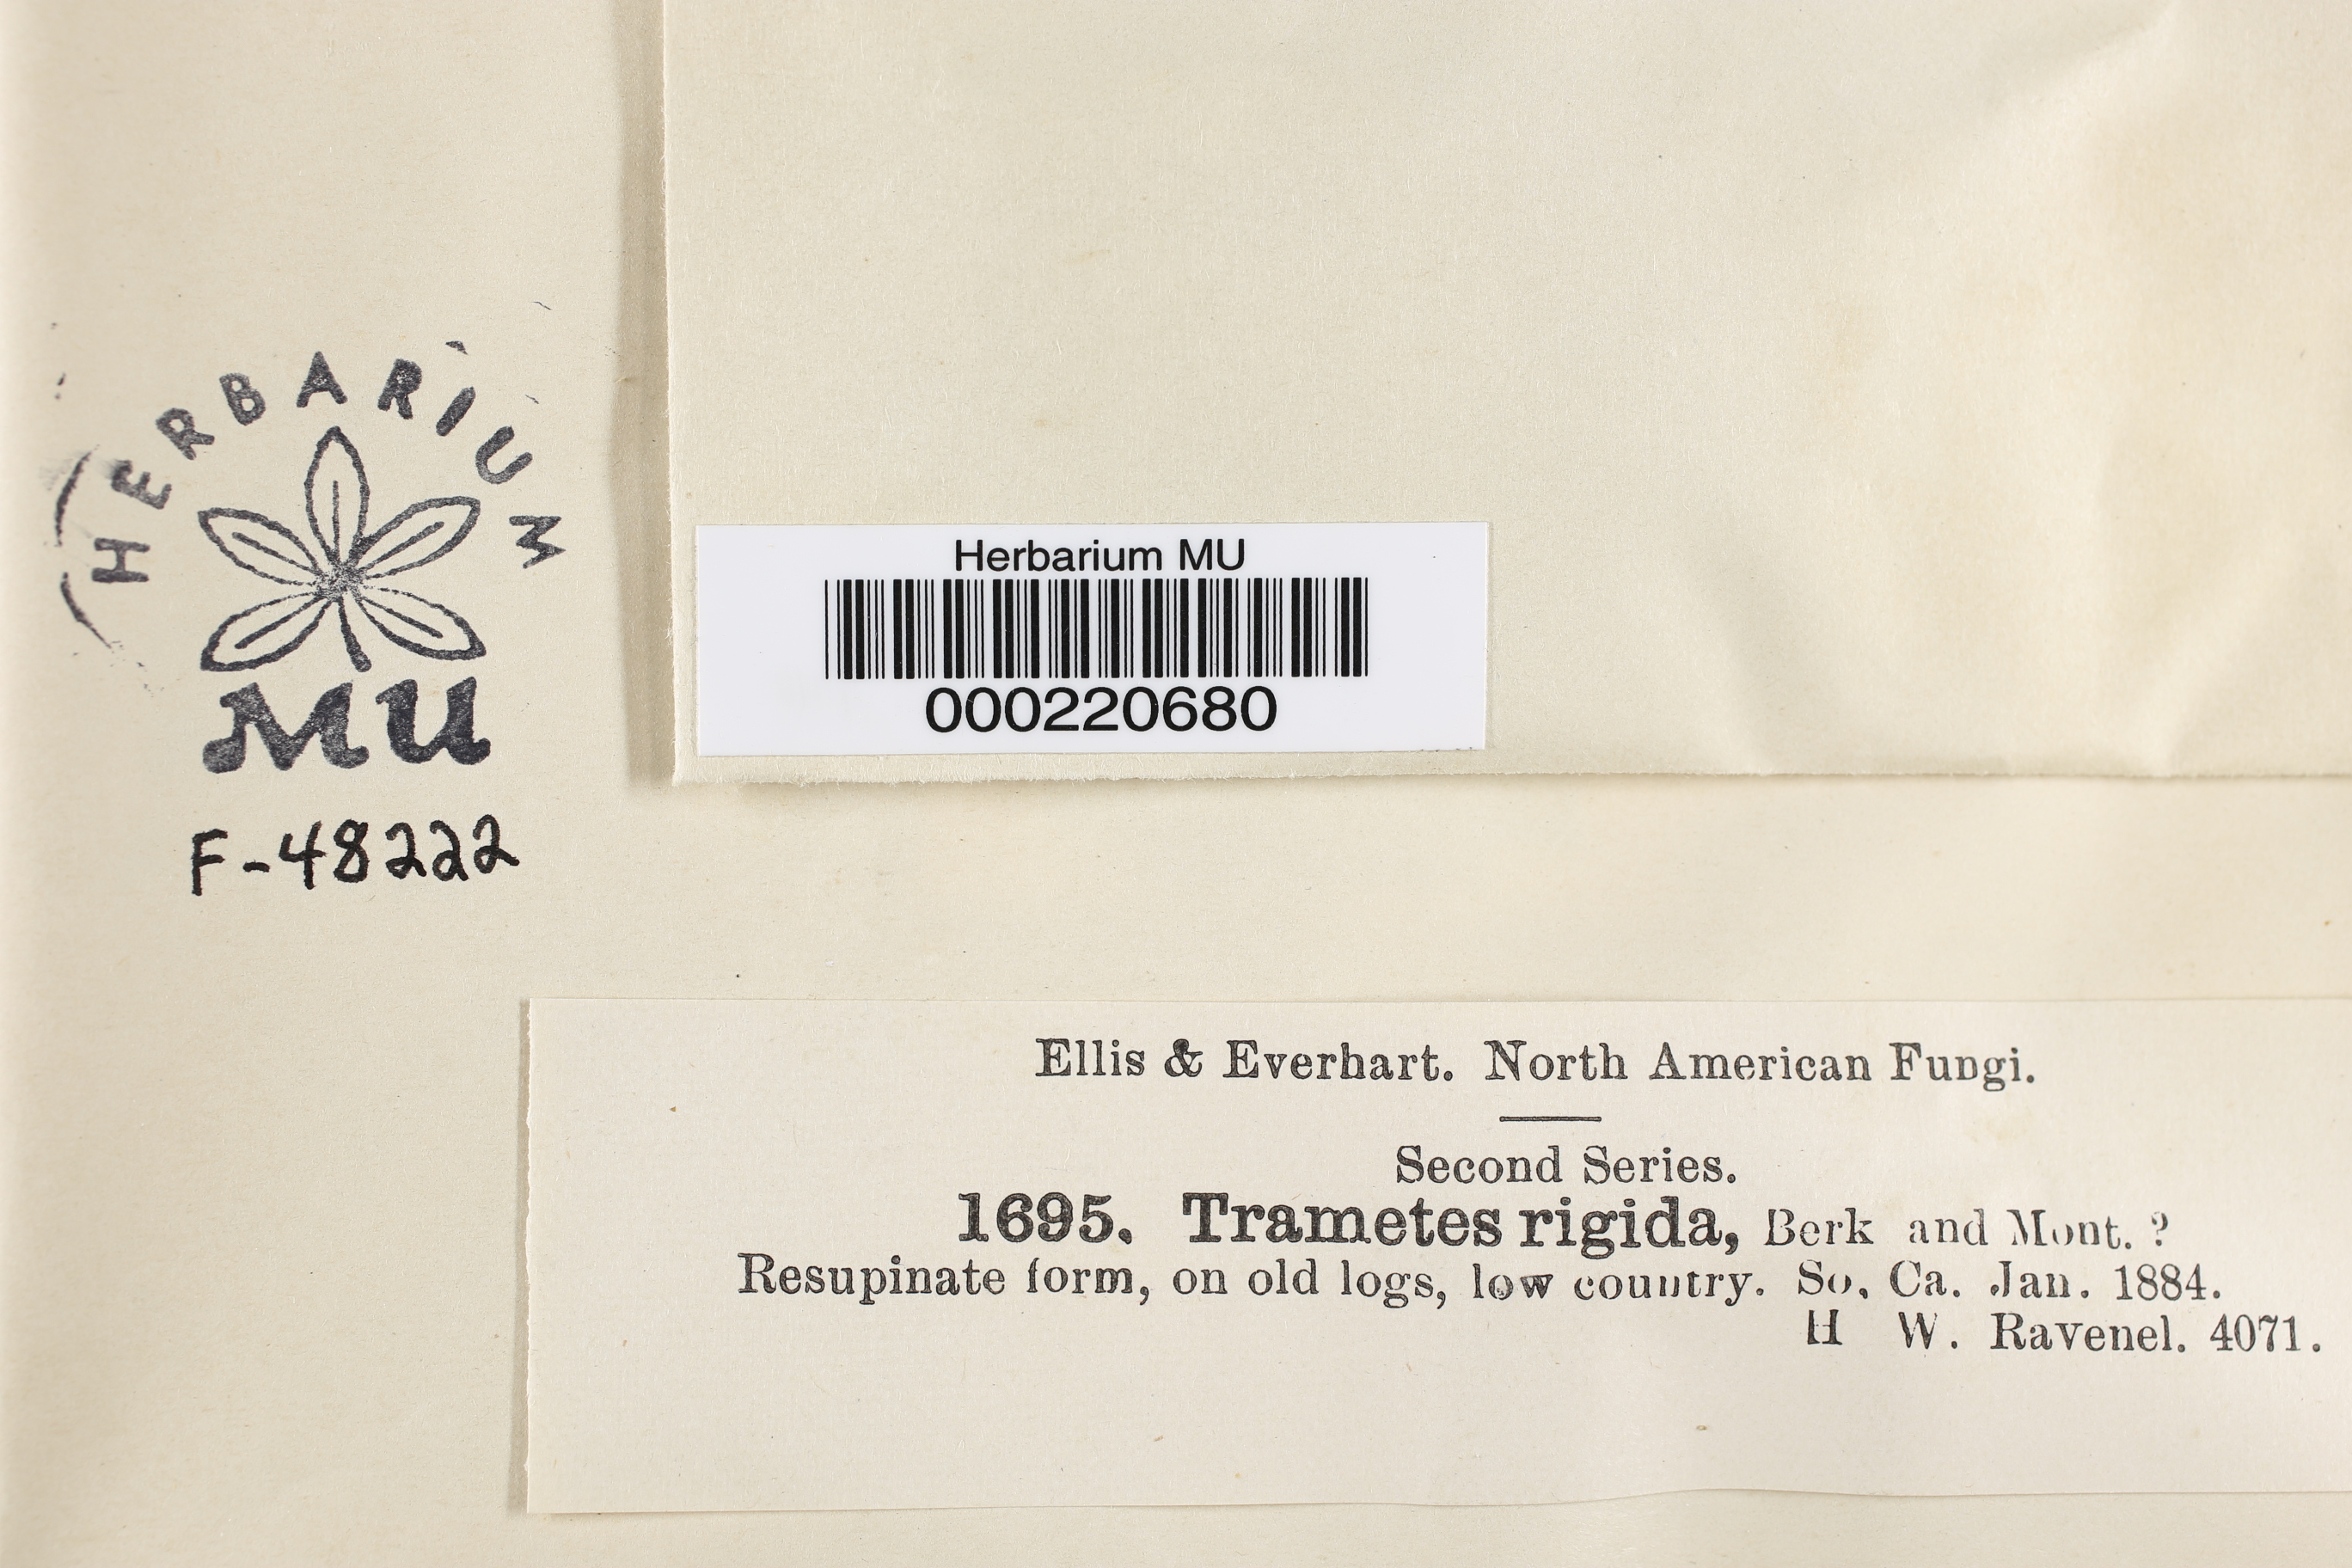 HERBARIUM
MU
F-48222
Herbarium MU
000220680
Ellis & Everhart. North American Fungi.
Second Series.
1695. Trametes rigida, Berk and Mont. ?
Resupinate form, on old logs, low country. So. Ca. Jan. 1884.
H W. Ravenel. 4071.